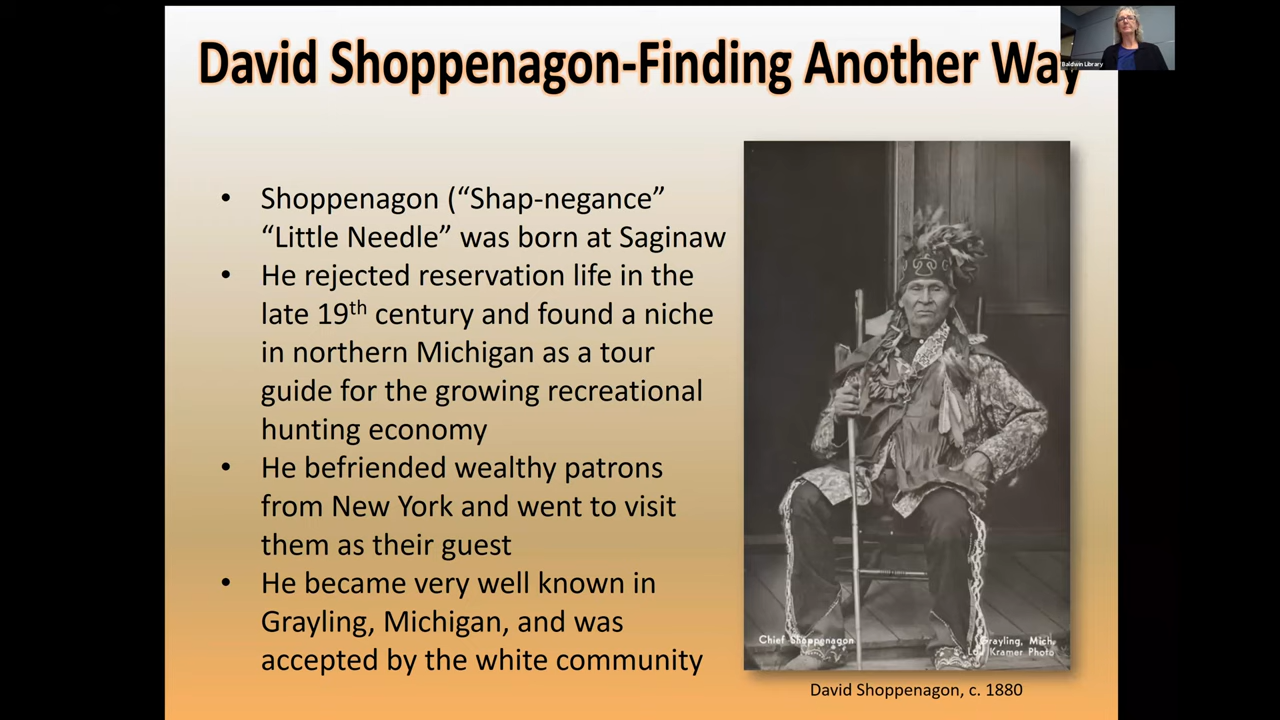 David Shoppenagon-Finding Another Way
Baldwin Library
• Shoppenagon (“Shap-negance”
“Little Needle” was born at Saginaw
• He rejected reservation life in the
late 19th century and found a niche
in northern Michigan as a tour
guide for the growing recreational
hunting economy
• He befriended wealthy patrons
from New York and went to visit
them as their guest
• He became very well known in
Grayling, Michigan, and was
accepted by the white community
Chief Shoppenagon
Grayling, Mich.
Lou Kramer Photo
David Shoppenagon, c. 1880